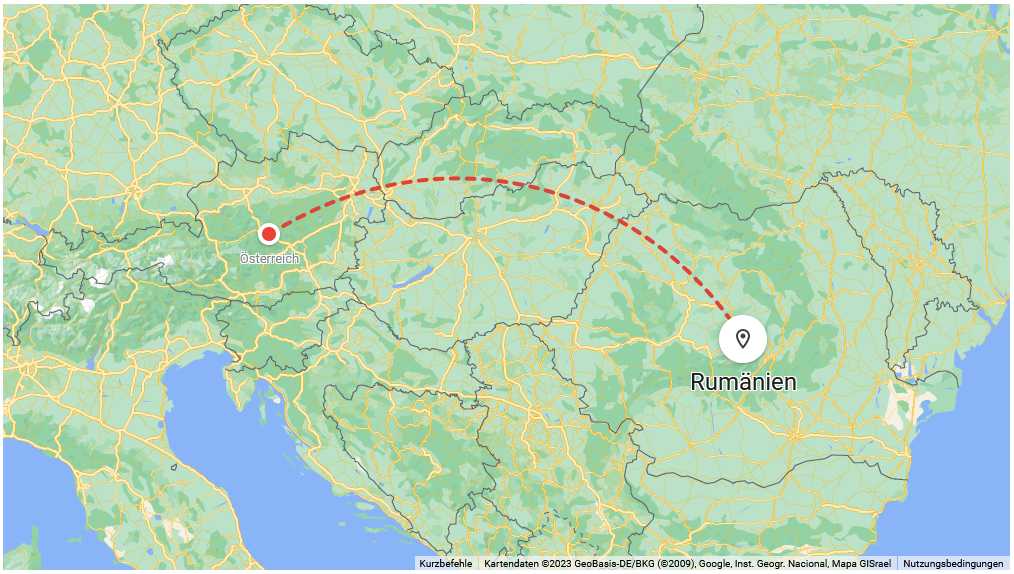 Österreich
Rumänien
Kurzbefehle Kartendaten ©2023 GeoBasis-DE/BKG (©2009), Google, Inst. Geogr. Nacional, Mapa GISrael Nutzungsbedingungen